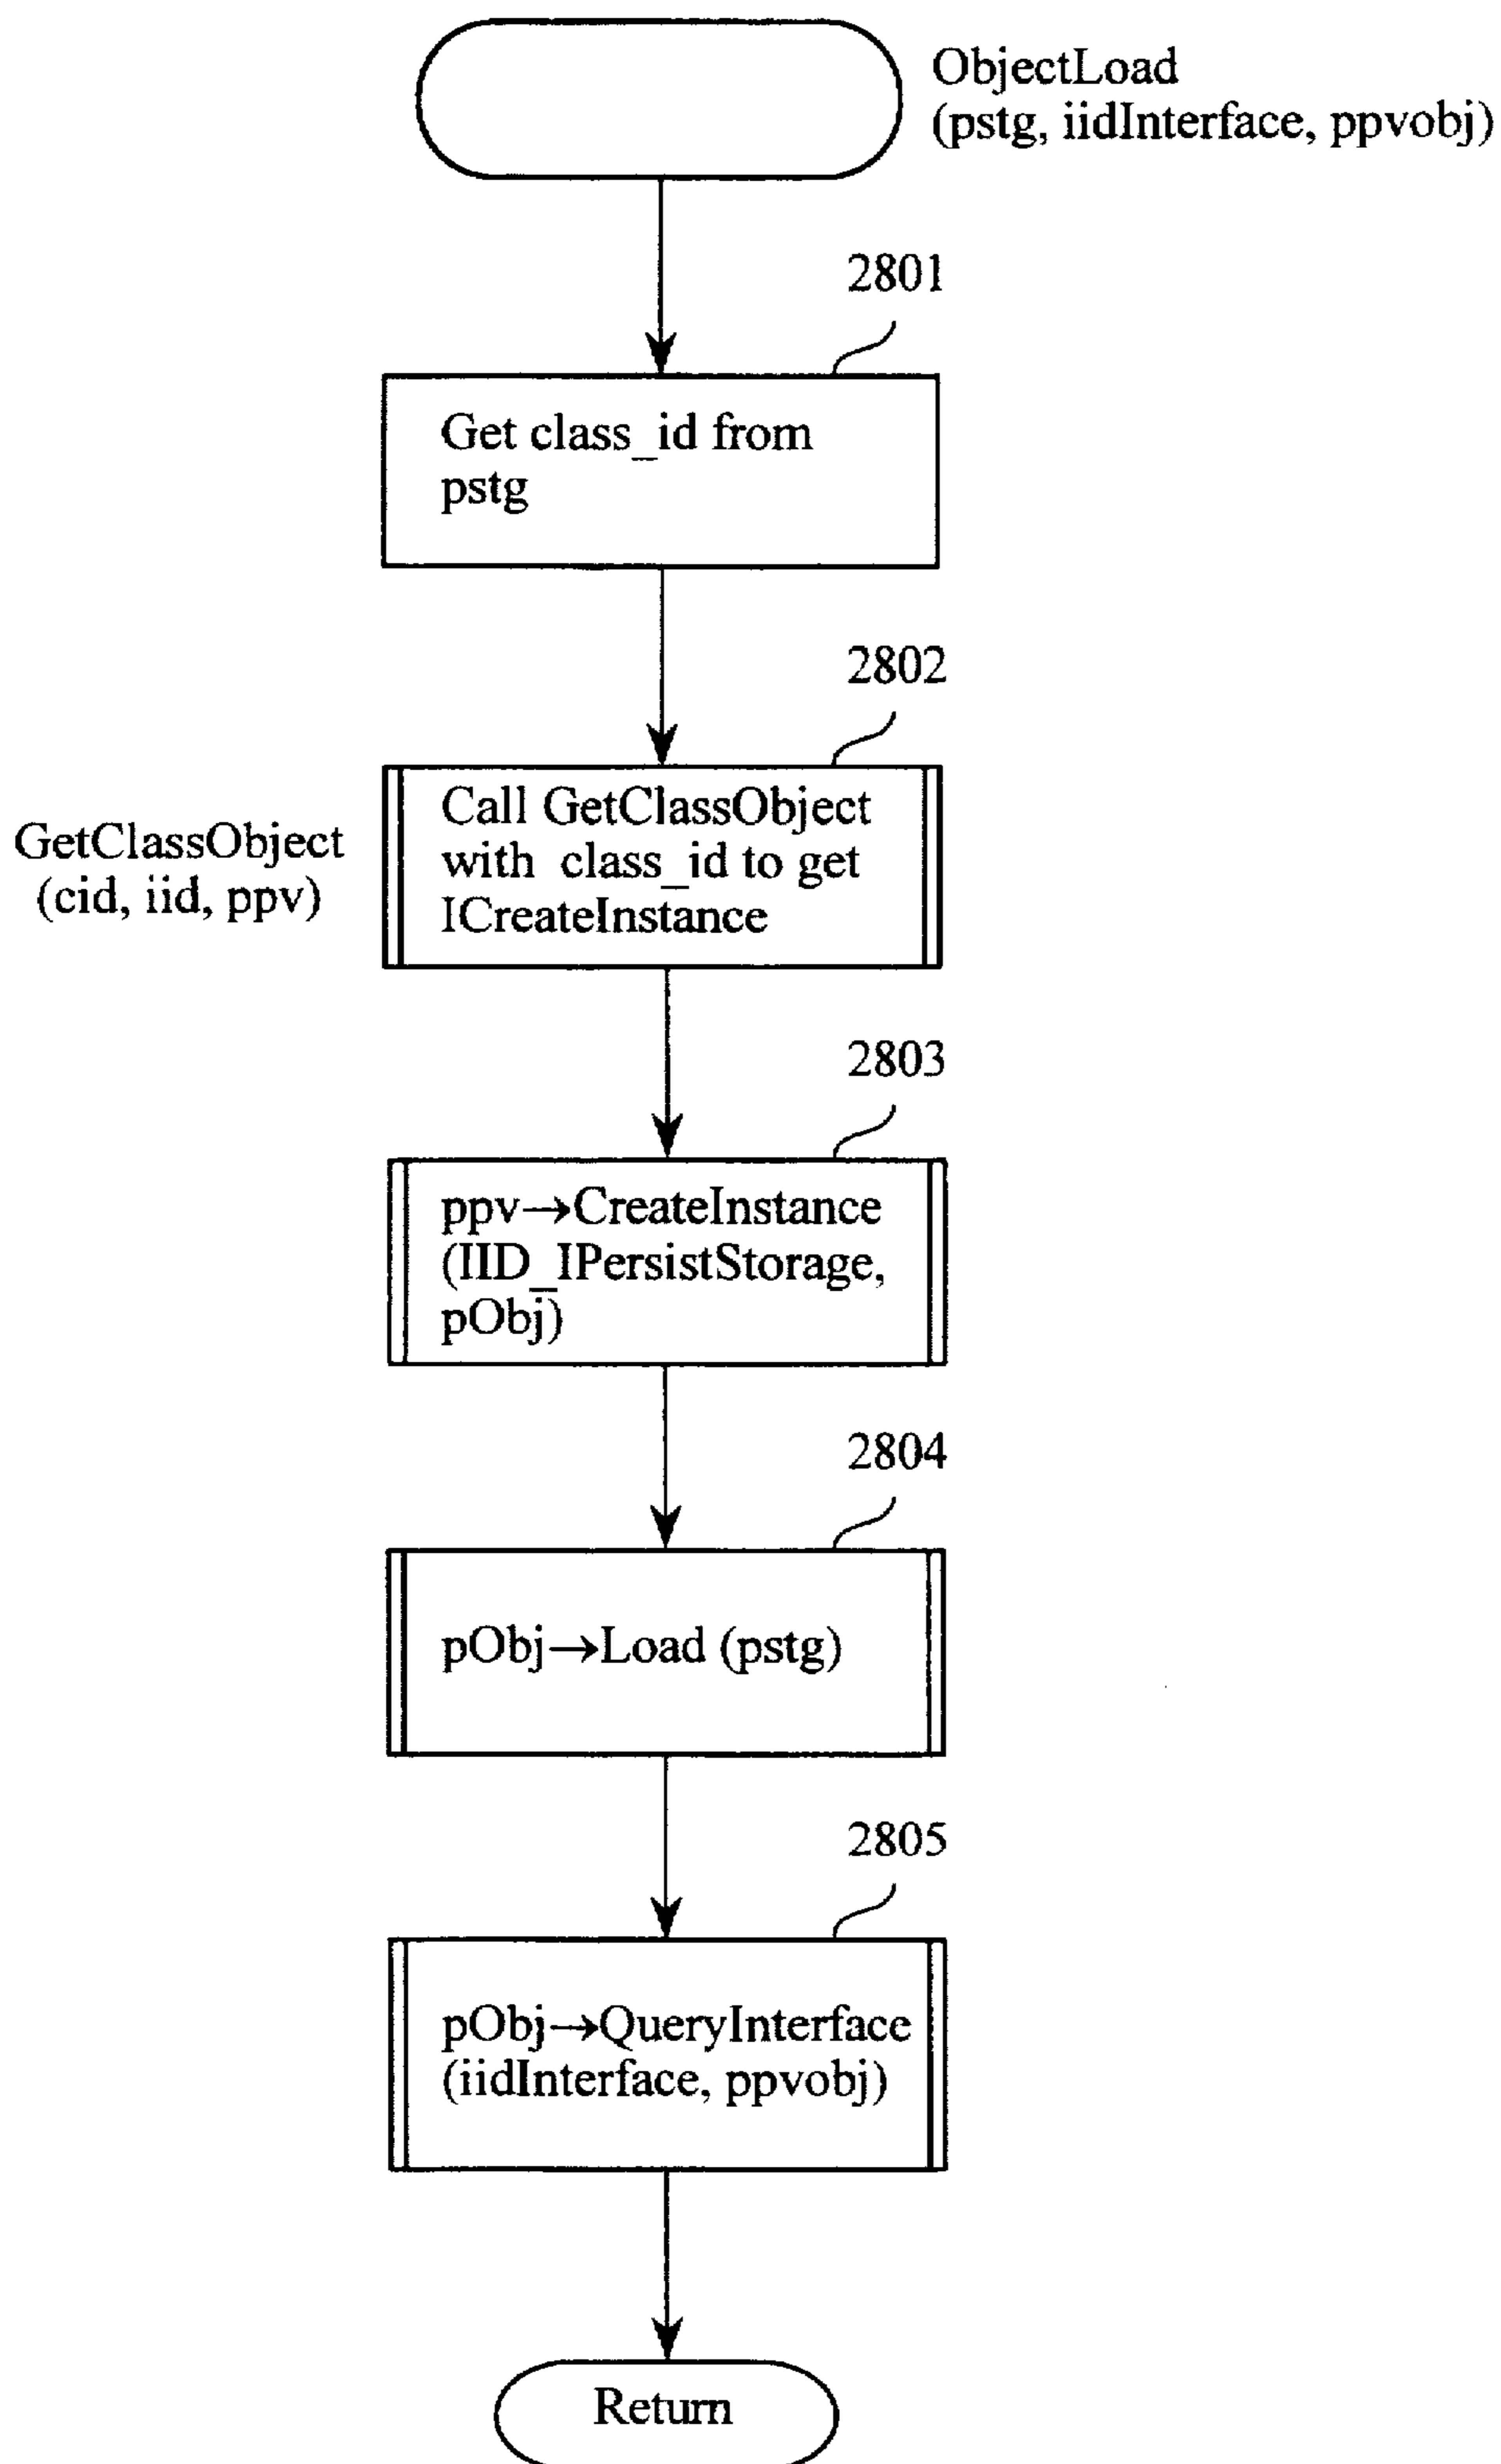 ObjectLoad
(pstg, iidInterface, ppvobj)
2801
Get class_id from
pstg
2802
GetClassObject
(cid, iid, ppv)
Call GetClassObject
with class_id to get
ICreateInstance
2803
ppv→CreateInstance
(IID_IPersistStorage,
pObj)
2804
pObj→Load (pstg)
2805
pObj→QueryInterface
(iidInterface, ppvobj)
Return